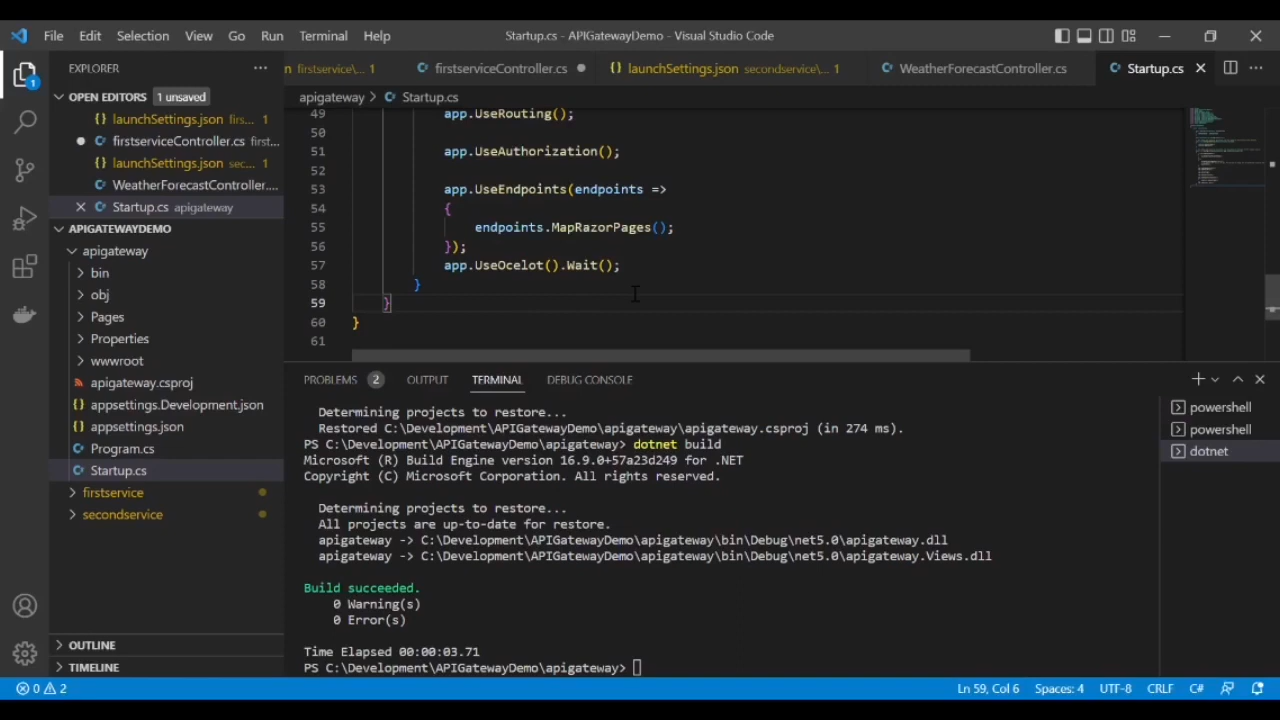 File Edit Selection View Go Run Terminal Help
Startup.cs - APIGatewayDemo - Visual Studio Code
EXPLORER
n firstservice\... 1
firstserviceController.cs
{} launchSettings.json secondservice\... 1
WeatherForecastController.cs
Startup.cs
OPEN EDITORS 1 unsaved
apigateway > Startup.cs
{} launchSettings.json firs... 1
firstserviceController.cs first...
{} launchSettings.json sec... 1
WeatherForecastController....
Startup.cs apigateway
APIGATEWAYDEMO
apigateway
bin
obj
Pages
Properties
wwwroot
apigateway.csproj
{} appsettings.Development.json
{} appsettings.json
Program.cs
Startup.cs
firstservice
secondservice
OUTLINE
TIMELINE
1
49 app.UseRouting();
50
51 app.UseAuthorization();
52
53 app.UseEndpoints(endpoints =>
54 {
55 endpoints.MapRazorPages();
56 });
57 app.UseOcelot().Wait();
58 }
59 }
60 }
61
PROBLEMS 2 OUTPUT TERMINAL DEBUG CONSOLE
Determining projects to restore...
Restored C:\Development\APIGatewayDemo\apigateway\apigateway.csproj (in 274 ms).
PS C:\Development\APIGatewayDemo\apigateway> dotnet build
Microsoft (R) Build Engine version 16.9.0+57a23d249 for .NET
Copyright (C) Microsoft Corporation. All rights reserved.
Determining projects to restore...
All projects are up-to-date for restore.
apigateway -> C:\Development\APIGatewayDemo\apigateway\bin\Debug\net5.0\apigateway.dll
apigateway -> C:\Development\APIGatewayDemo\apigateway\bin\Debug\net5.0\apigateway.Views.dll
Build succeeded.
0 Warning(s)
0 Error(s)
Time Elapsed 00:00:03.71
PS C:\Development\APIGatewayDemo\apigateway>
powershell
powershell
dotnet
0 2
Ln 59, Col 6 Spaces: 4 UTF-8 CRLF C#